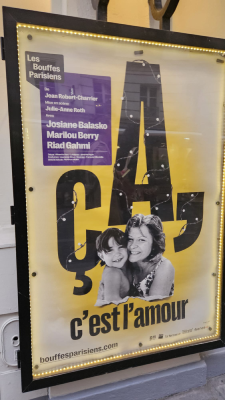 Les
Bouffes
Parisiens
de
Jean Robert-Charrier
Mise en scène
Julie-Anne Roth
Avec
Josiane Balasko
Marilou Berry
Riad Gahmi
ÇA,
c'est l'amour
bouffesparisiens.com